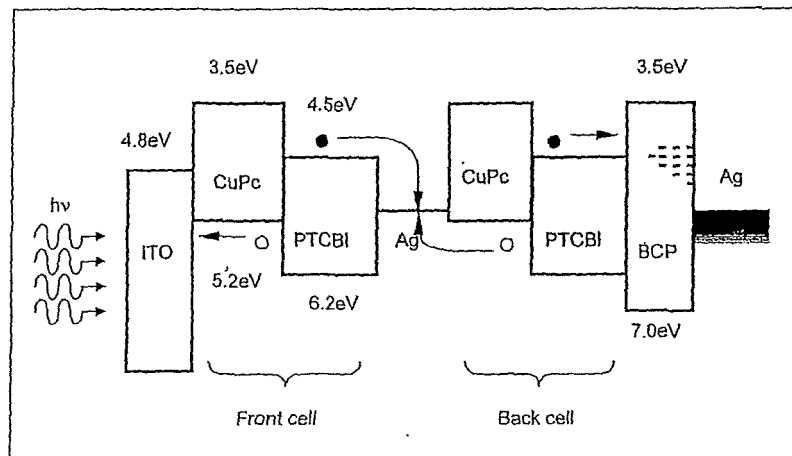 3.5eV
3.5eV
4.5eV
4.8eV
hν
CuPc
CuPc
Ag
ITO
PTCBI
Ag
PTCBI
BCP
5.2eV
6.2eV
7.0eV
Front cell
Back cell